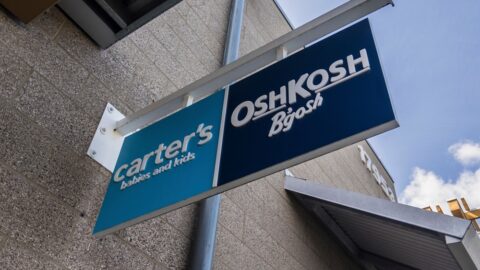 carter's
babies and kids
OSHKOSH
B'gosh